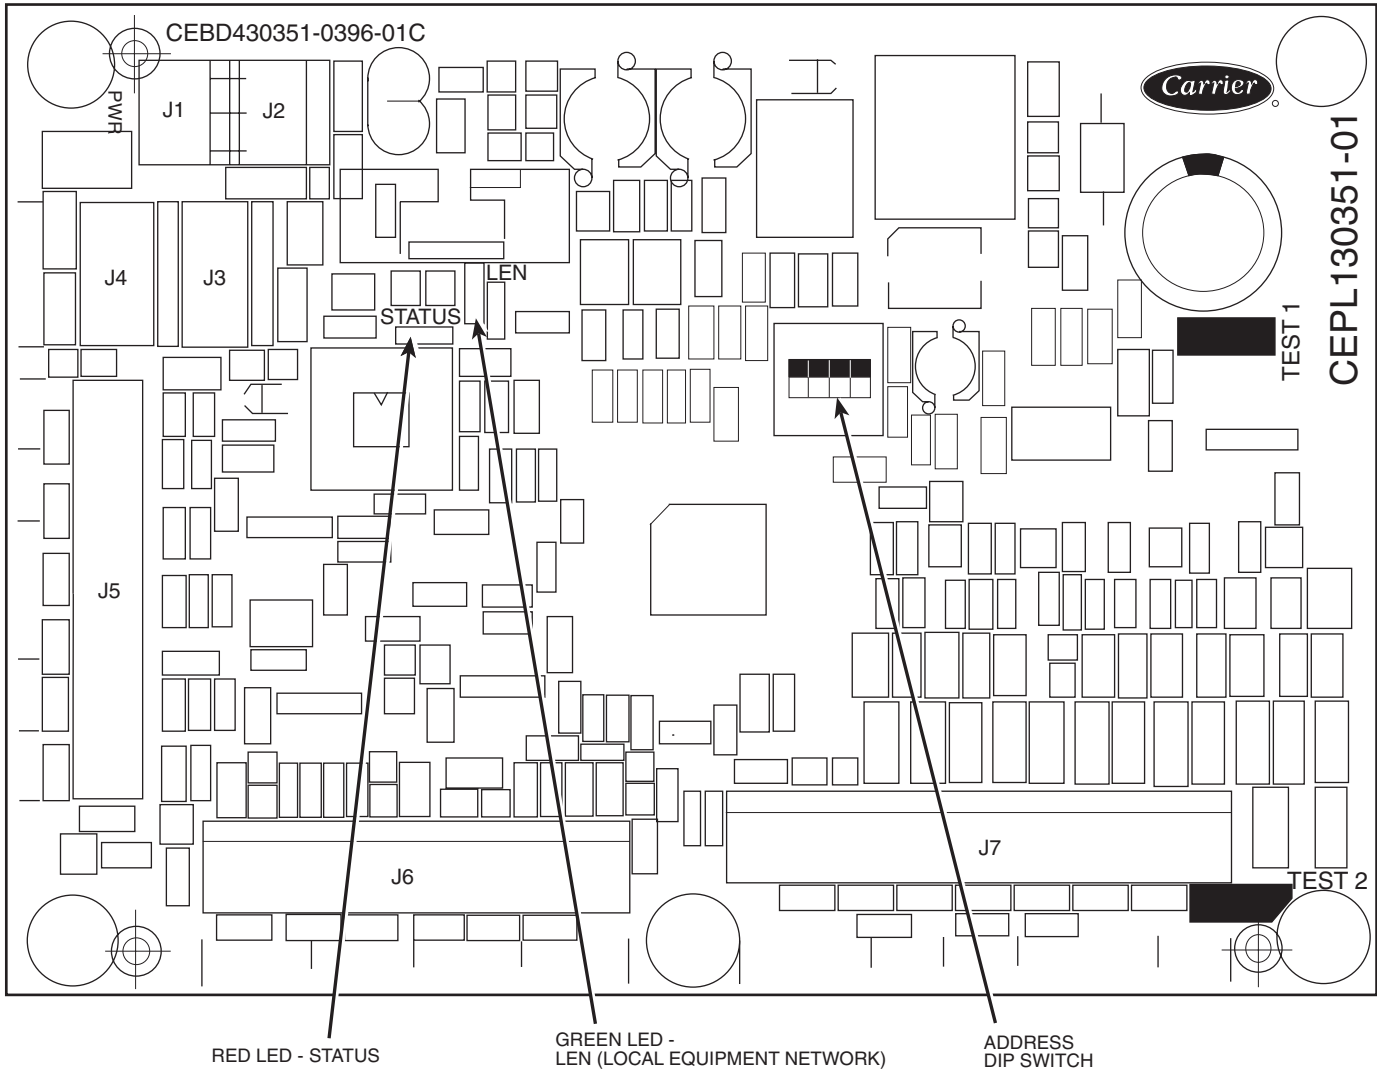 CEBD430351-0396-01C
PWR
J1
J2
Carrier
CEPL130351-01
J4
J3
LEN
STATUS
TEST 1
J5
J6
J7
TEST 2
RED LED - STATUS
GREEN LED -
LEN (LOCAL EQUIPMENT NETWORK)
ADDRESS
DIP SWITCH